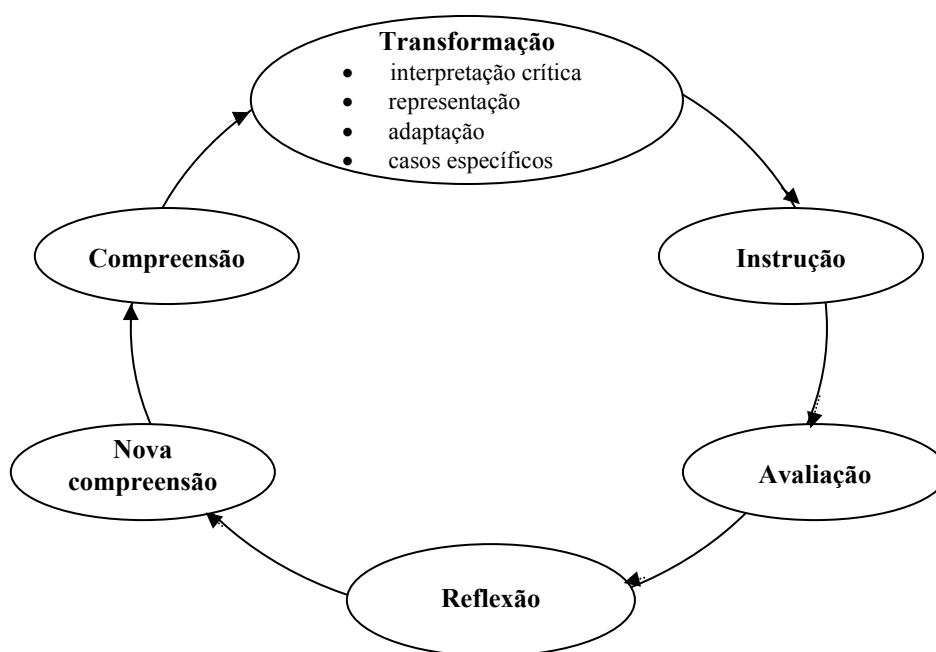 Transformação
• interpretação crítica
• representação
• adaptação
• casos específicos
Compreensão
Instrução
Nova
compreensão
Avaliação
Reflexão